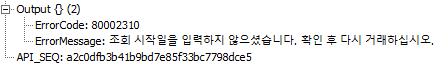 Output {} (2)
ErrorCode: 80002310
ErrorMessage: 조회 시작일을 입력하지 않으셨습니다. 확인 후 다시 거래하십시오.
API_SEQ: a2c0dfb3b41b9bd7e85f33bc7798dce5